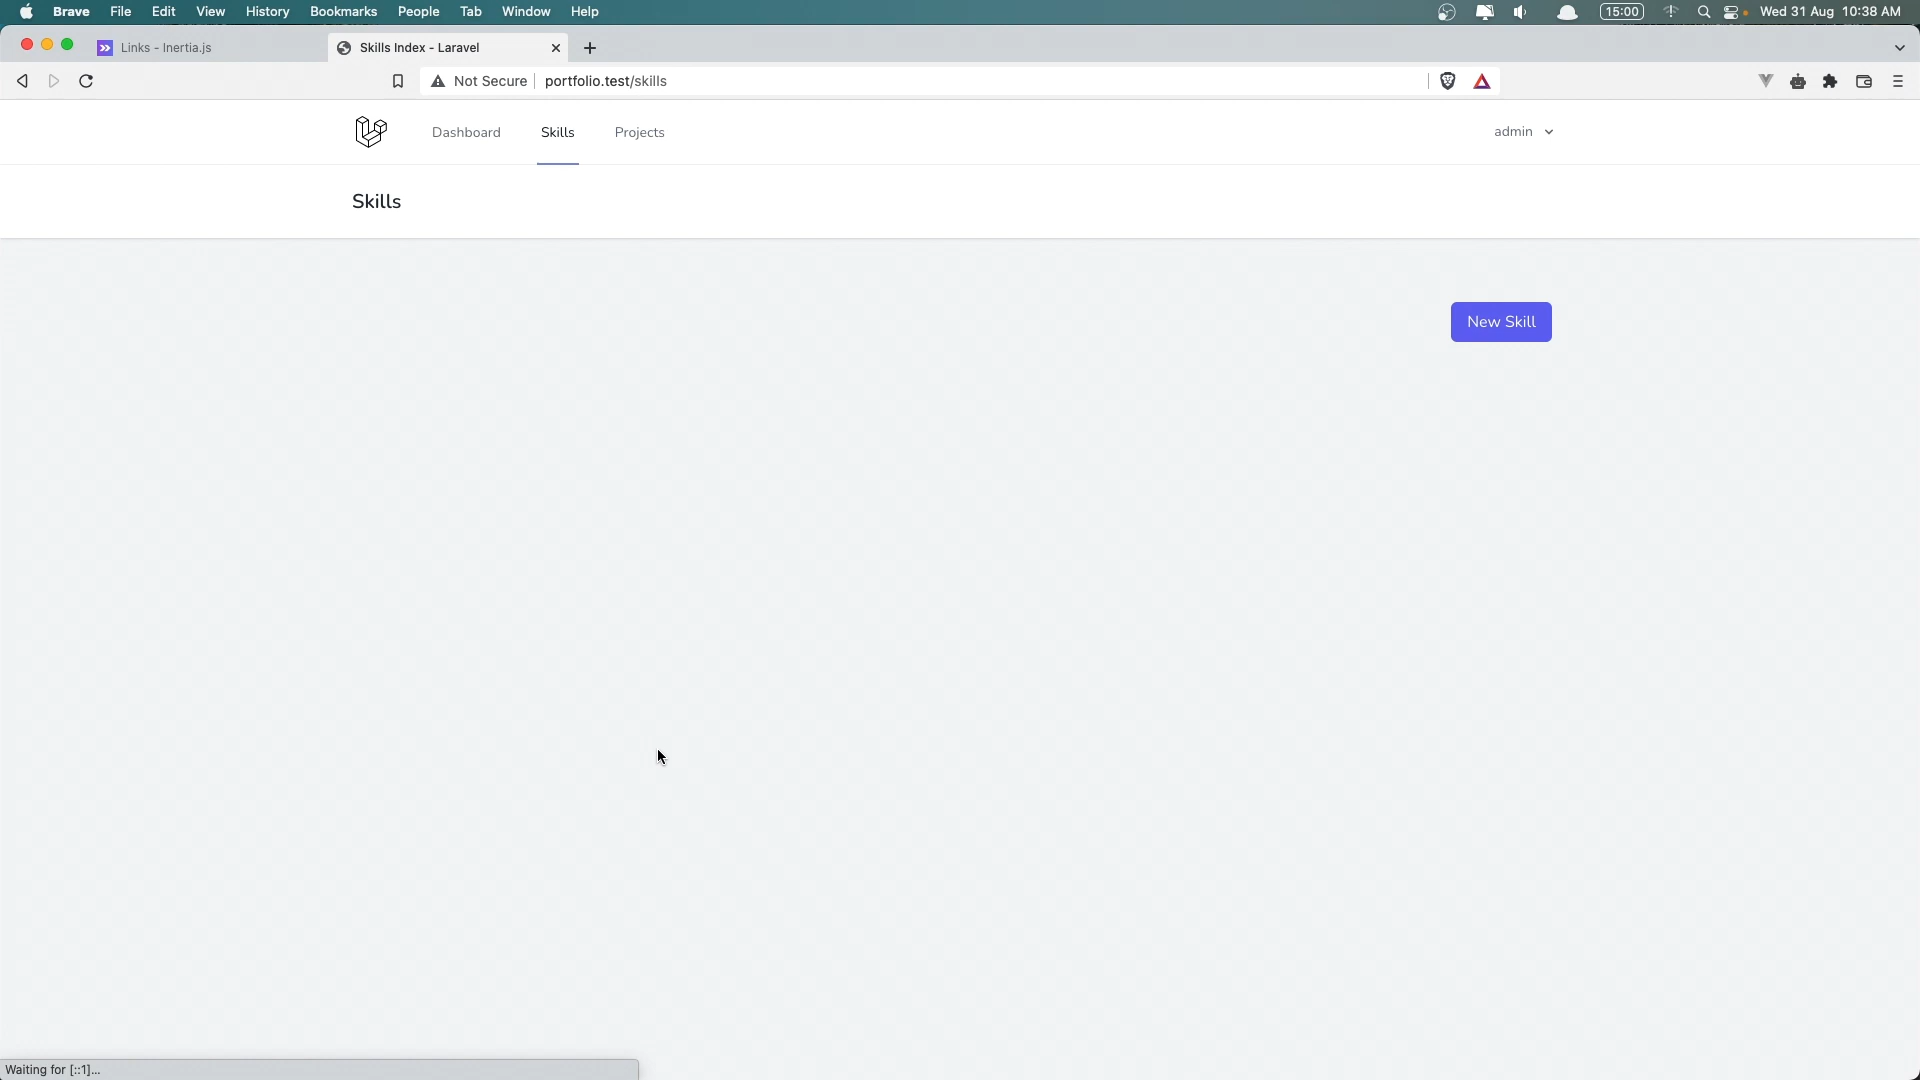 Brave File Edit View History Bookmarks People Tab Window Help 15:00 Wed 31 Aug 10:38 AM
Links - Inertia.js Skills Index - Laravel
Not Secure portfolio.test/skills
Dashboard Skills Projects admin
Skills
New Skill
Waiting for [::1]...